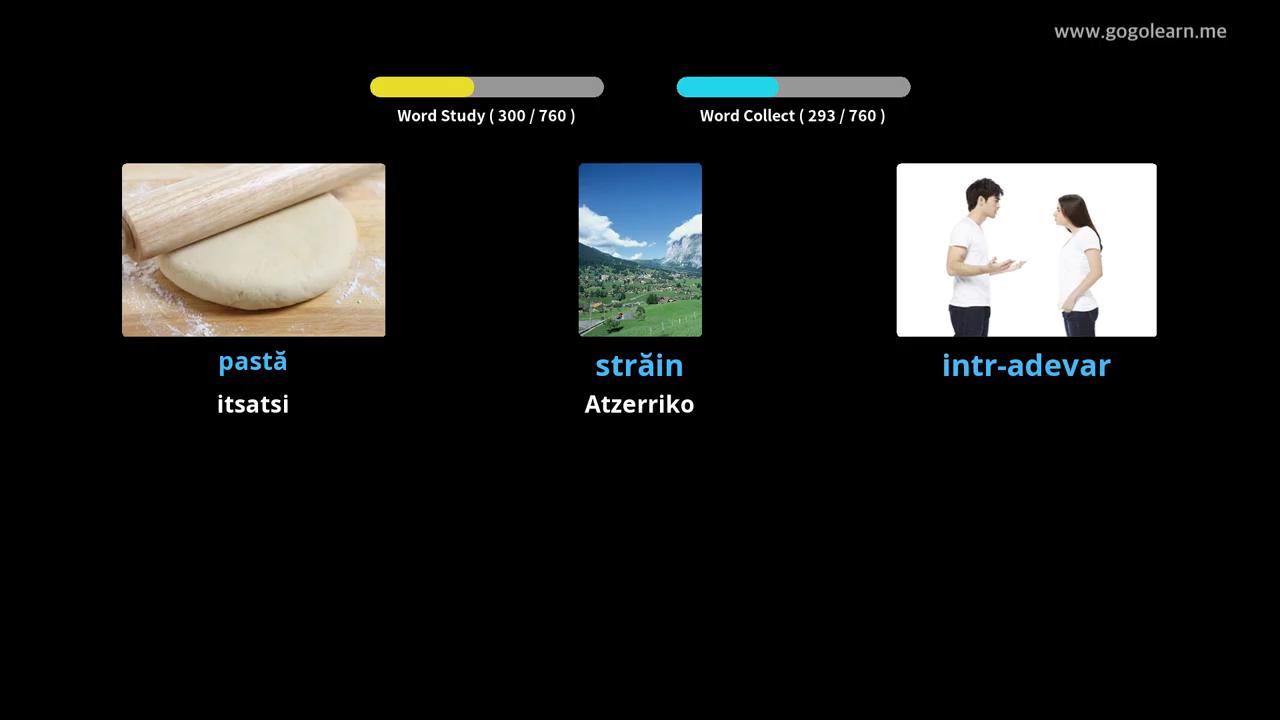 www.gogolearn.me
Word Study ( 300 / 760 )
Word Collect ( 293 / 760 )
pastă
străin
intr-adevar
itsatsi
Atzerriko